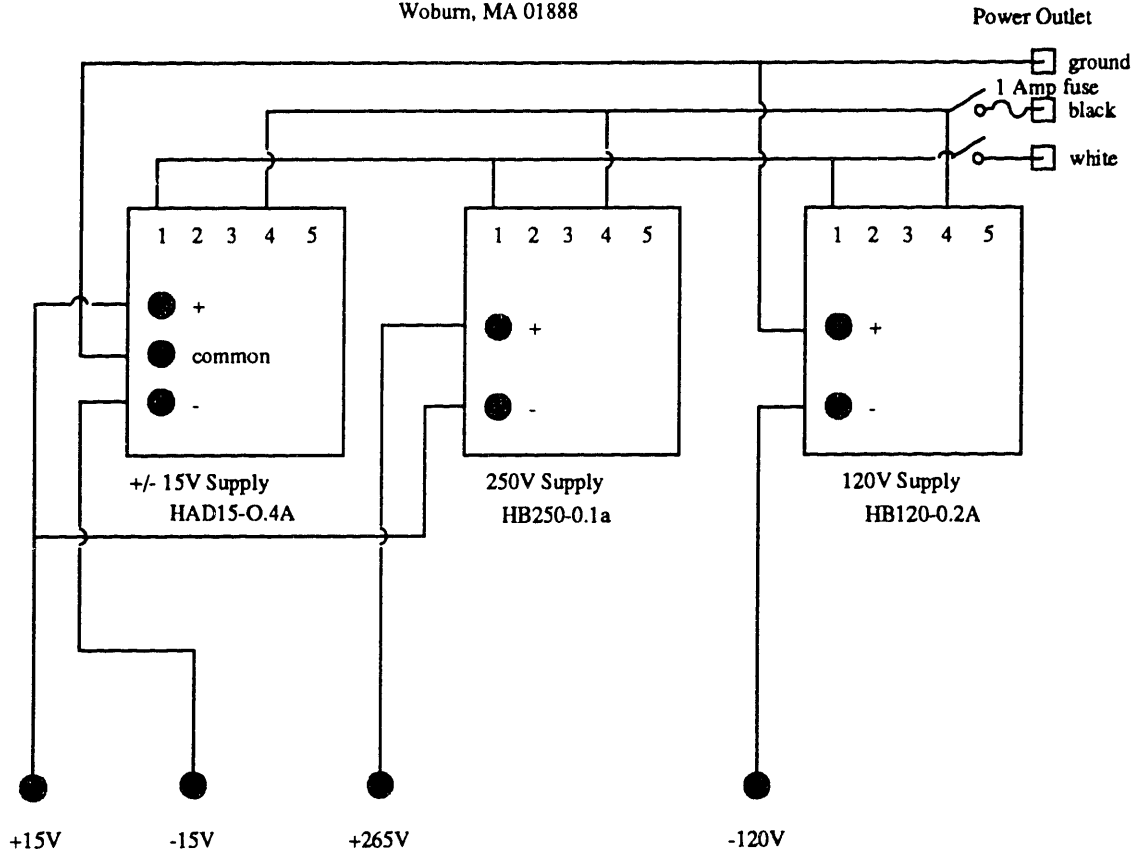 Woburn, MA 01888
Power Outlet
ground
1 Amp fuse
black
white
1 2 3 4 5
1 2 3 4 5
1 2 3 4 5
+
common
-
+
-
+
-
+/- 15V Supply
HAD15-O.4A
250V Supply
HB250-0.1a
120V Supply
HB120-0.2A
+15V
-15V
+265V
-120V